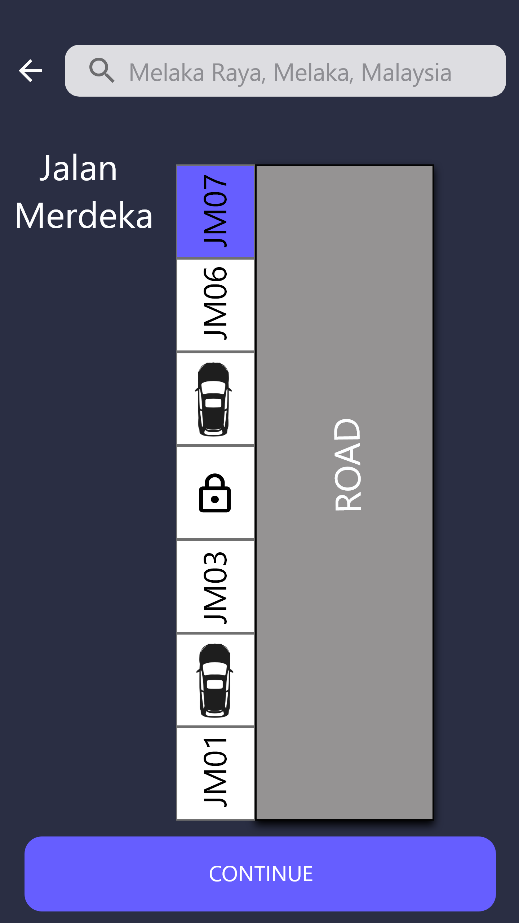 Melaka Raya, Melaka, Malaysia
Jalan
Merdeka
JM07
JM06
ROAD
JM03
JM01
CONTINUE